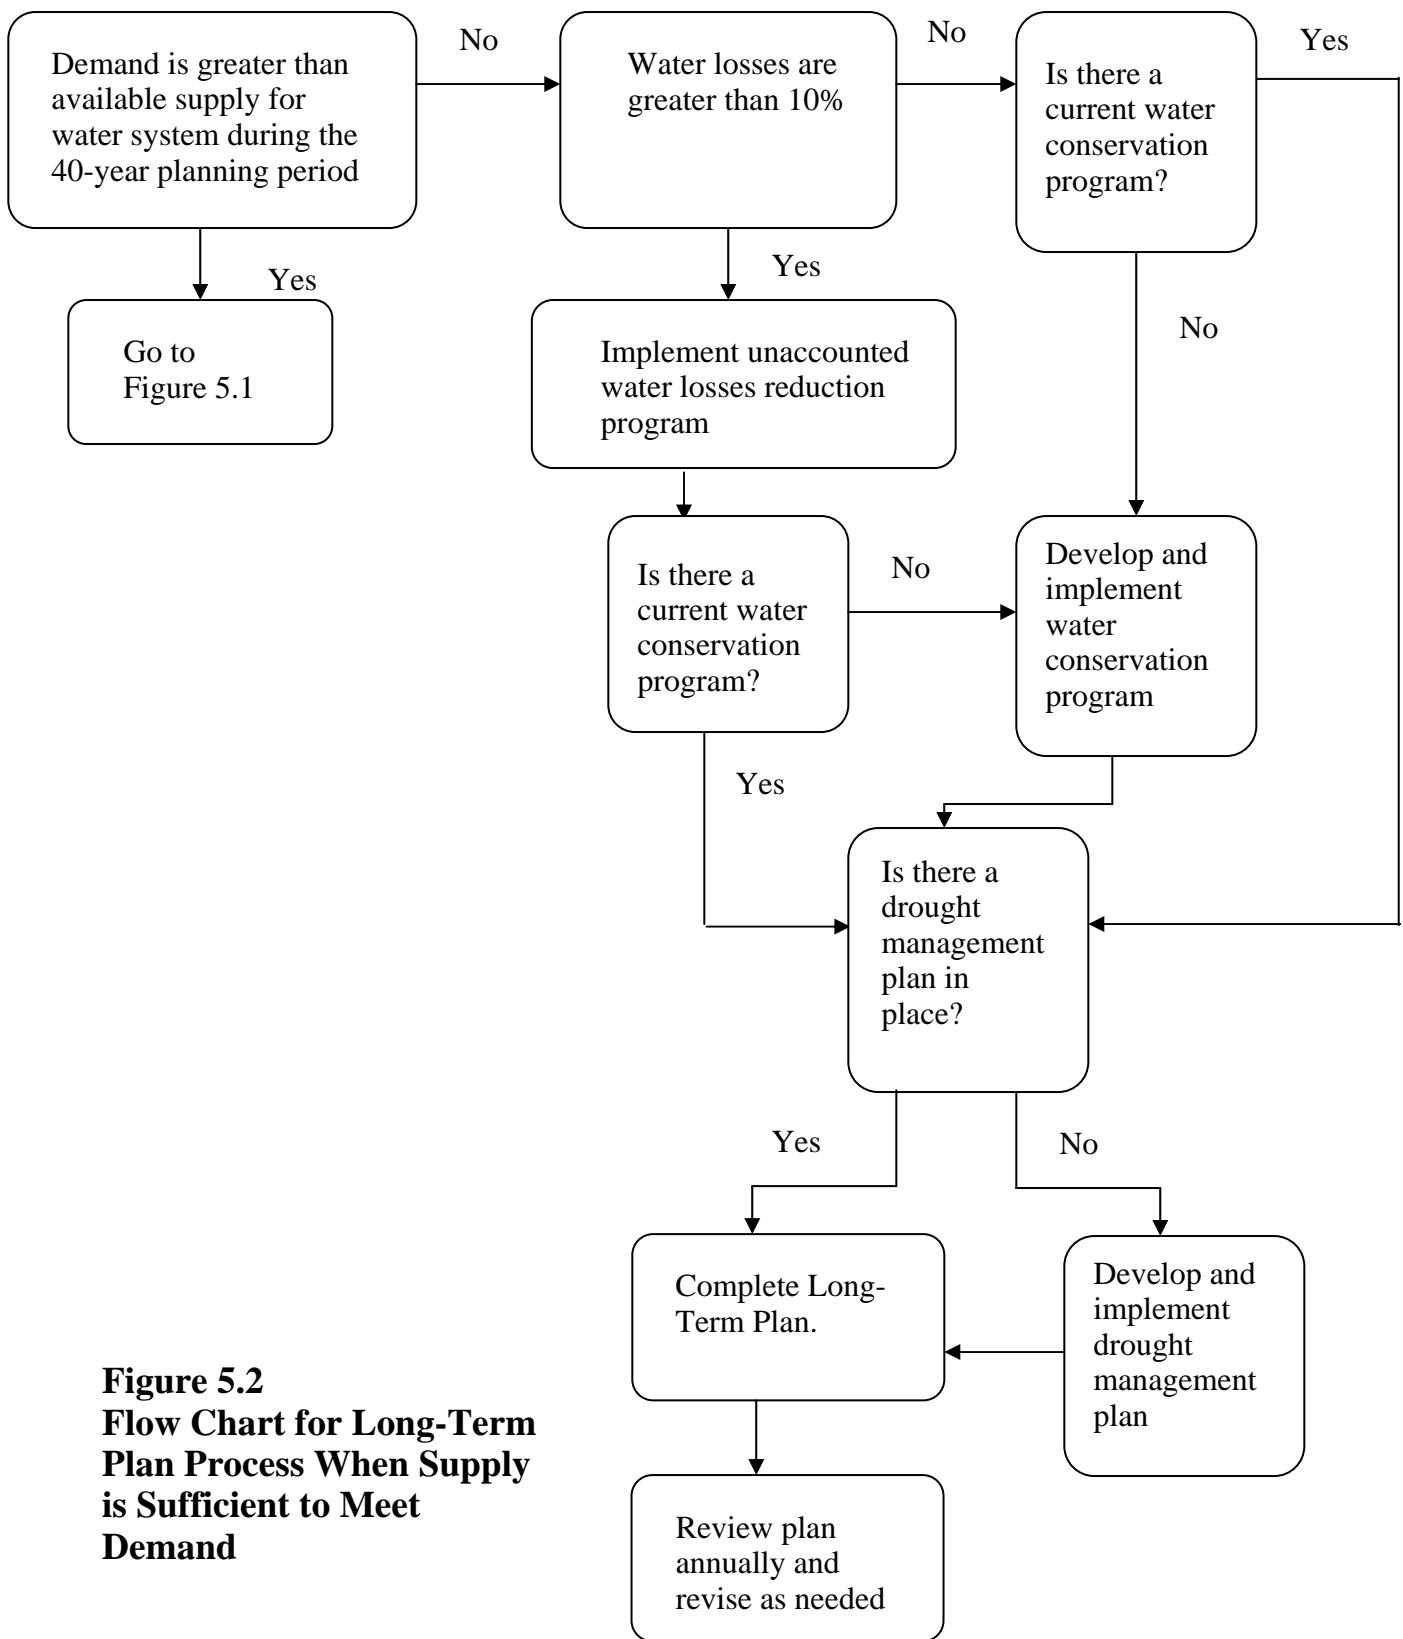 Demand is greater than
available supply for
water system during the
40-year planning period
No
Water losses are
greater than 10%
No
Is there a
current water
conservation
program?
Yes
Yes
Go to
Figure 5.1
Yes
Implement unaccounted
water losses reduction
program
No
Is there a
current water
conservation
program?
No
Develop and
implement
water
conservation
program
Yes
Is there a
drought
management
plan in
place?
Yes
No
Complete Long-
Term Plan.
Develop and
implement
drought
management
plan
Review plan
annually and
revise as needed
Figure 5.2
Flow Chart for Long-Term
Plan Process When Supply
is Sufficient to Meet
Demand